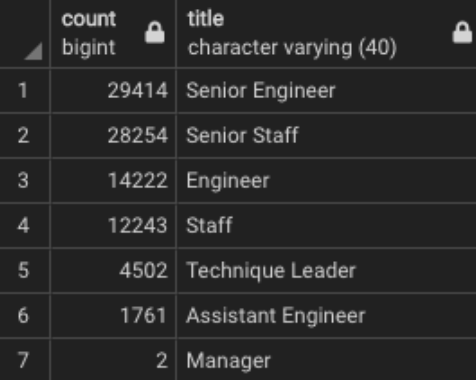 count title
bigint character varying (40)
1 29414 Senior Engineer
2 28254 Senior Staff
3 14222 Engineer
4 12243 Staff
5 4502 Technique Leader
6 1761 Assistant Engineer
7 2 Manager